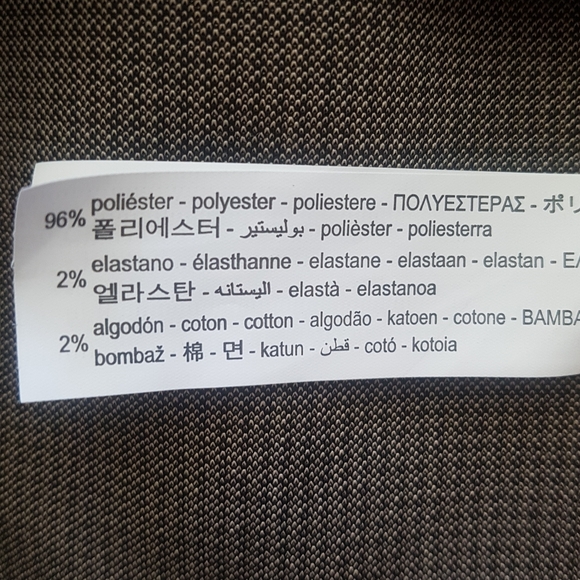 96% poliéster - polyester - poliestere - ΠΟΛΥΕΣΤΕΡΑΣ - ポリ
폴리에스터 - بوليستير - polièster - poliesterra
2% elastano - élasthanne - elastane - elastaan - elastan - ΕΛ
엘라스탄 - اليستانه - elastà - elastanoa
2% algodón - coton - cotton - algodão - katoen - cotone - ΒΑΜΒΑ
bombaž - 棉 - 면 - katun - قطن - cotó - kotoia